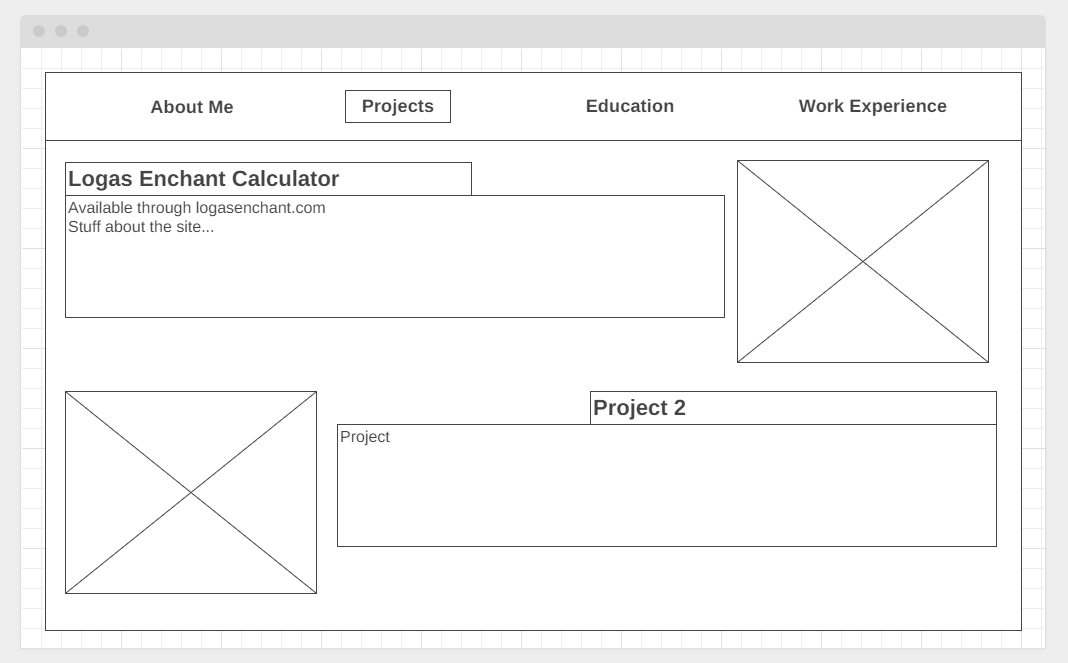 About Me
Projects
Education
Work Experience
Logas Enchant Calculator
Available through logasenchant.com
Stuff about the site...
Project 2
Project